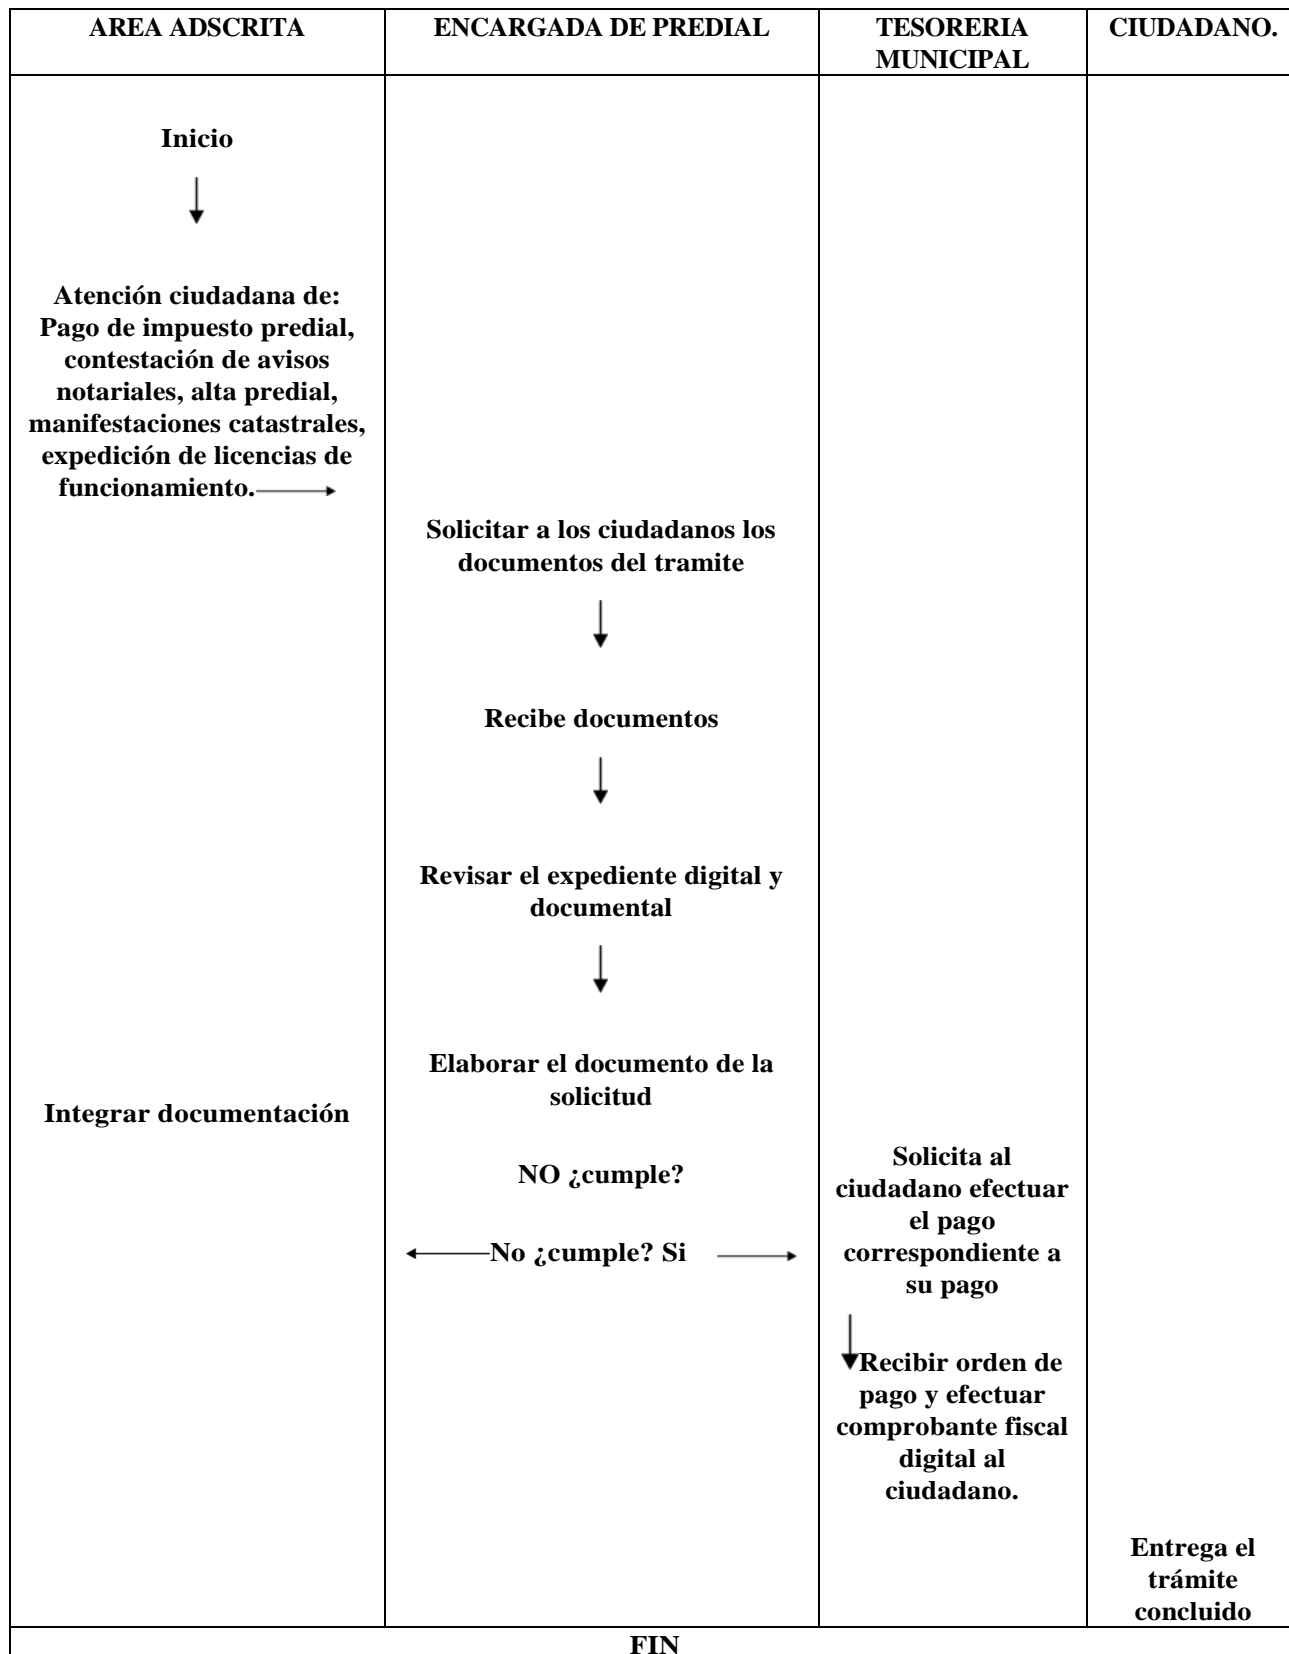 AREA ADSCRITA
ENCARGADA DE PREDIAL
TESORERIA
MUNICIPAL
CIUDADANO.
Inicio
Atención ciudadana de:
Pago de impuesto predial,
contestación de avisos
notariales, alta predial,
manifestaciones catastrales,
expedición de licencias de
funcionamiento.
Solicitar a los ciudadanos los
documentos del tramite
Recibe documentos
Revisar el expediente digital y
documental
Elaborar el documento de la
solicitud
Integrar documentación
NO ¿cumple?
No ¿cumple? Si
Solicita al
ciudadano efectuar
el pago
correspondiente a
su pago
Recibir orden de
pago y efectuar
comprobante fiscal
digital al
ciudadano.
Entrega el
trámite
concluido
FIN